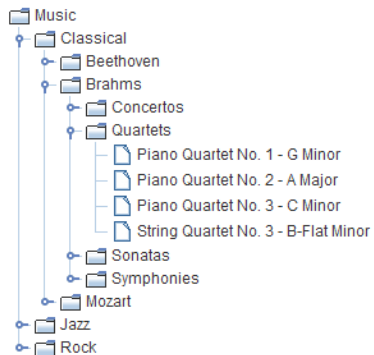 Music
Classical
Beethoven
Brahms
Concertos
Quartets
Piano Quartet No. 1 - G Minor
Piano Quartet No. 2 - A Major
Piano Quartet No. 3 - C Minor
String Quartet No. 3 - B-Flat Minor
Sonatas
Symphonies
Mozart
Jazz
Rock